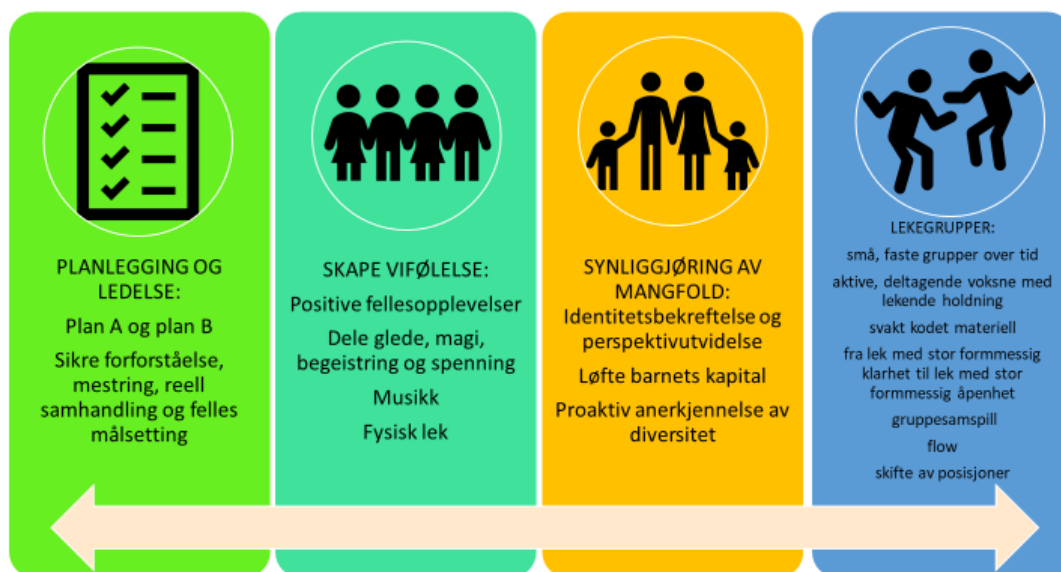 PLANLEGGING OG
LEDELSE:
Plan A og plan B
Sikre forforståelse,
mestring, reell
samhandling og felles
målsetting
SKAPE VIFØLELSE:
Positive fellesopplevelser
Dele glede, magi,
begeistring og spenning
Musikk
Fysisk lek
SYNLIGGJØRING AV
MANGFOLD:
Identitetsbekreftelse og
perspektivutvidelse
Løfte barnets kapital
Proaktiv anerkjennelse av
diversitet
LEKEGRUPPER:
små, faste grupper over tid
aktive, deltagende voksne med
lekende holdning
svakt kodet materiell
fra lek med stor formmessig
klarhet til lek med stor
formmessig åpenhet
gruppesamspill
flow
skifte av posisjoner